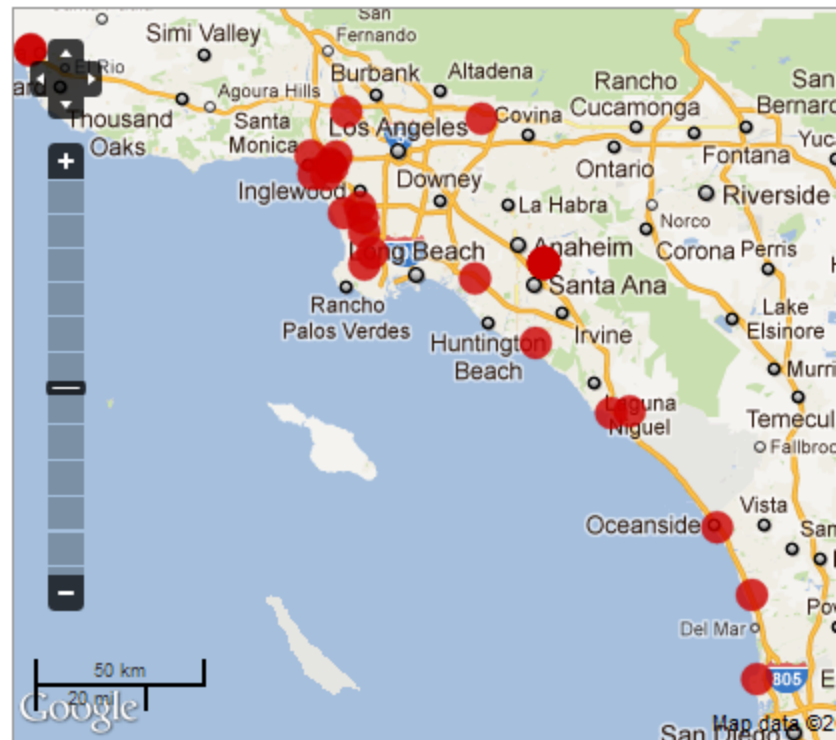 San
Fernando
Simi Valley
El Rio
Burbank
Altadena
Agoura Hills
Thousand
Oaks
Santa
Monica
Los Angeles
Covina
Rancho
Cucamonga
San
Bernard
Fontana
Yuc
Ontario
Inglewood
Downey
La Habra
Riverside
Norco
Anaheim
Corona
Perris
Long Beach
Santa Ana
Rancho
Palos Verdes
Irvine
Lake
Elsinore
Huntington
Beach
Murri
Laguna
Niguel
Temecul
Fallbroo
Vista
Oceanside
San
Pow
Del Mar
50 km
20 mi
805
E
Google
Map data ©2
San Diego